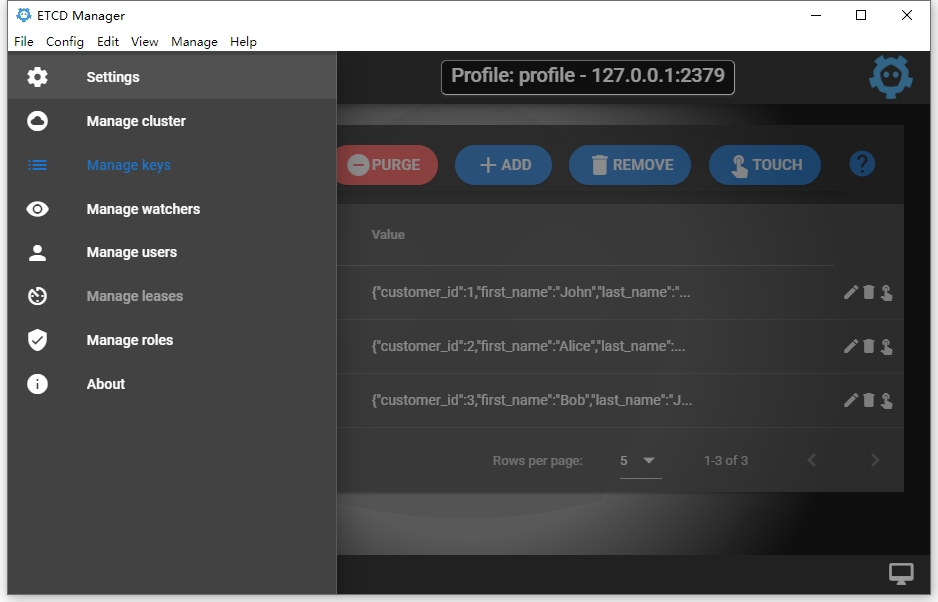 ETCD Manager
File Config Edit View Manage Help
Profile: profile - 127.0.0.1:2379
Settings
Manage cluster
Manage keys
Manage watchers
Manage users
Manage leases
Manage roles
About
PURGE ADD REMOVE TOUCH ?
Value
{"customer_id":1,"first_name":"John","last_name":"...
{"customer_id":2,"first_name":"Alice","last_name":...
{"customer_id":3,"first_name":"Bob","last_name":"J...
Rows per page: 5 1-3 of 3